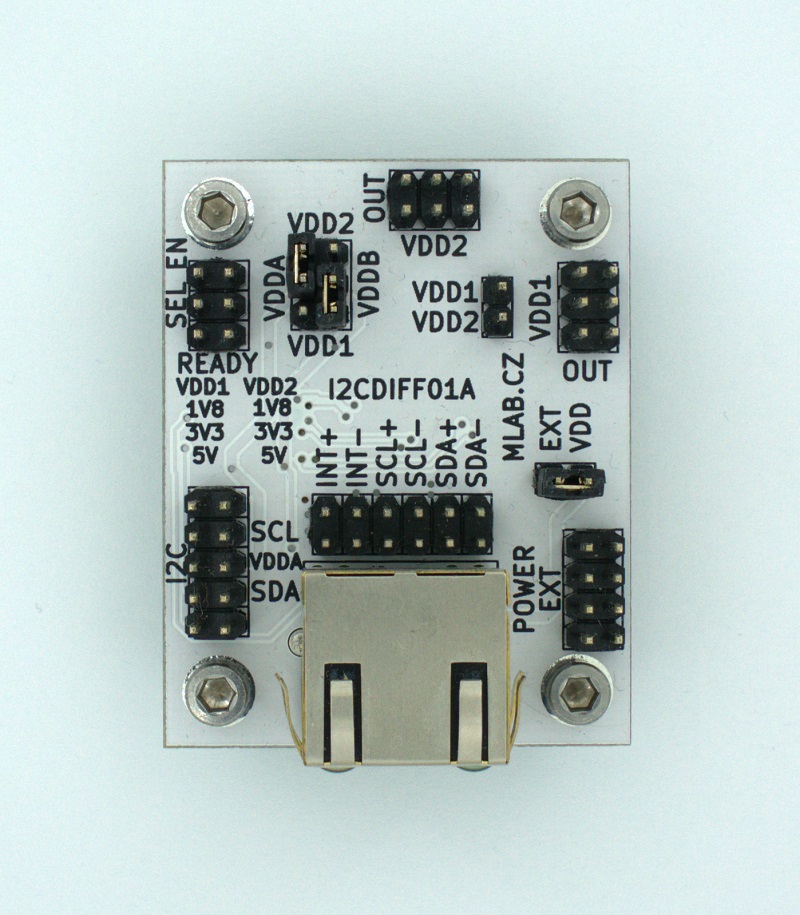 OUT
VDD2
VDD2
SEL EN
VDDA
VDDB
VDD1
VDD1
VDD2
VDD1
OUT
READY
VDD1 VDD2
1V8 1V8
3V3 3V3
5V 5V
I2CDIFF01A
MLAB.CZ
EXT
VDD
INT+
INT-
SCL+
SCL-
SDA+
SDA-
I2C
SCL
VDDA
SDA
POWER
EXT